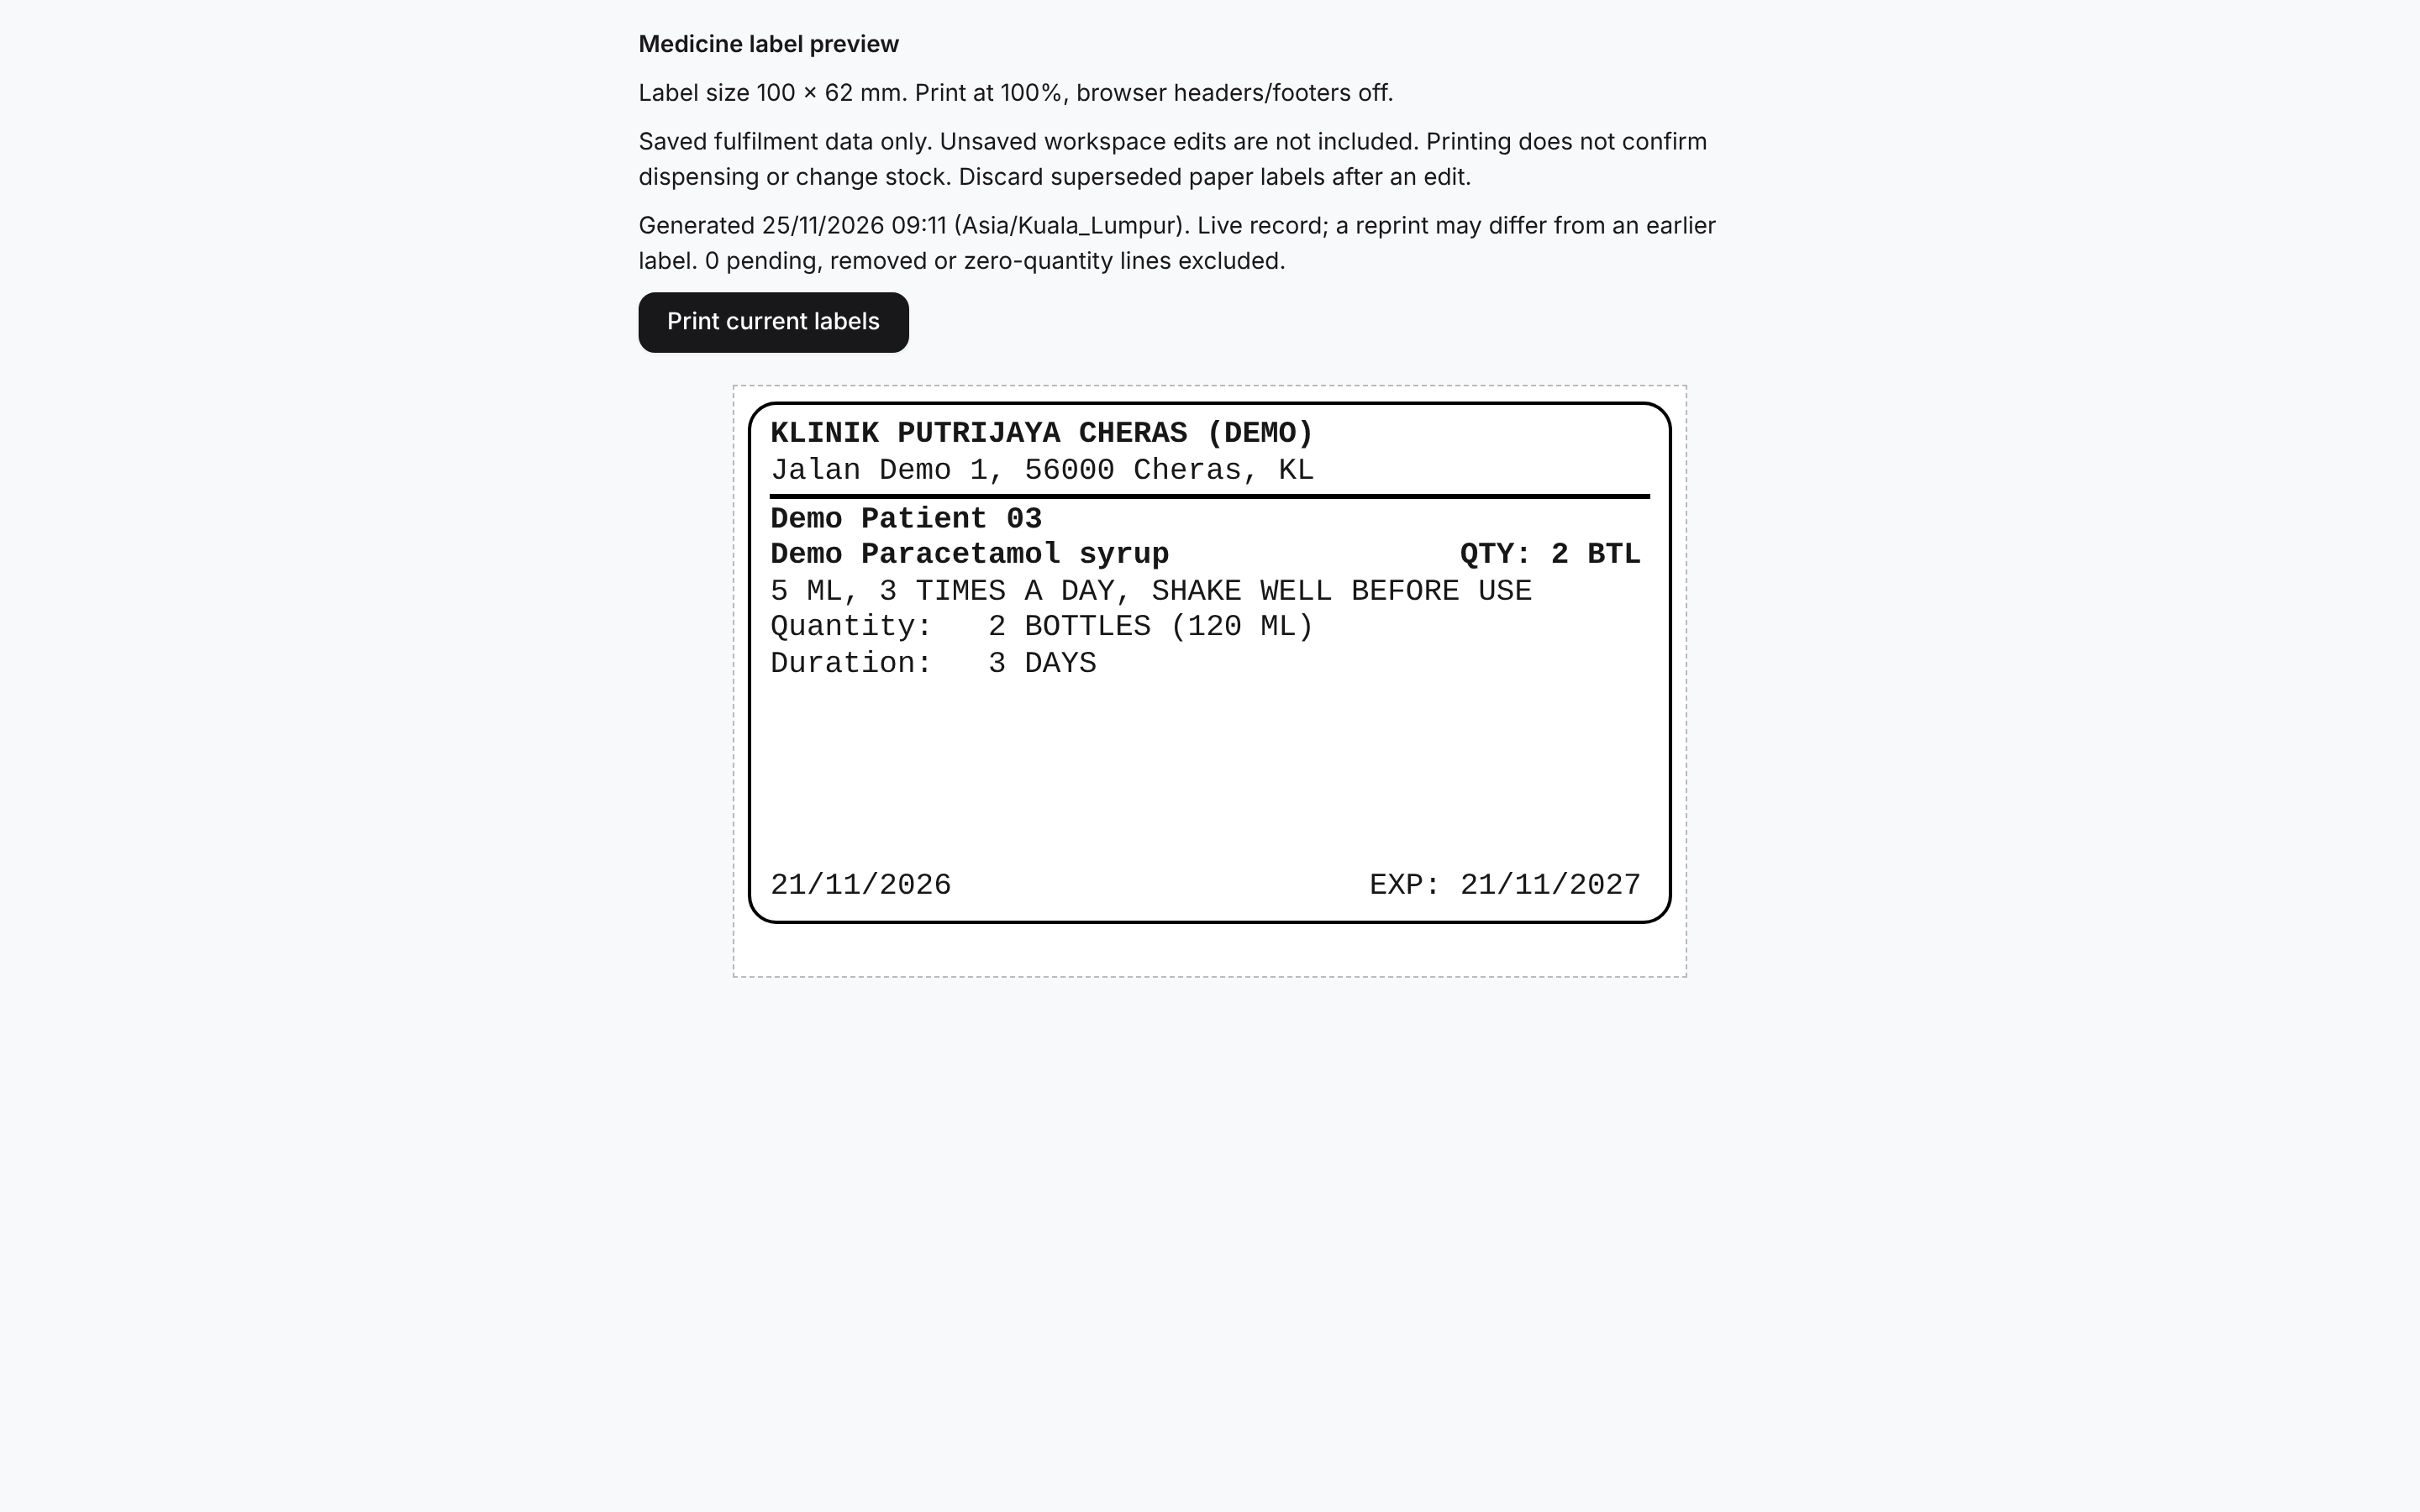 Medicine label preview
Label size 100 × 62 mm. Print at 100%, browser headers/footers off.
Saved fulfilment data only. Unsaved workspace edits are not included. Printing does not confirm
dispensing or change stock. Discard superseded paper labels after an edit.
Generated 25/11/2026 09:11 (Asia/Kuala_Lumpur). Live record; a reprint may differ from an earlier
label. 0 pending, removed or zero-quantity lines excluded.
Print current labels
KLINIK PUTRIJAYA CHERAS (DEMO)
Jalan Demo 1, 56000 Cheras, KL
Demo Patient 03
Demo Paracetamol syrup QTY: 2 BTL
5 ML, 3 TIMES A DAY, SHAKE WELL BEFORE USE
Quantity: 2 BOTTLES (120 ML)
Duration: 3 DAYS
21/11/2026 EXP: 21/11/2027